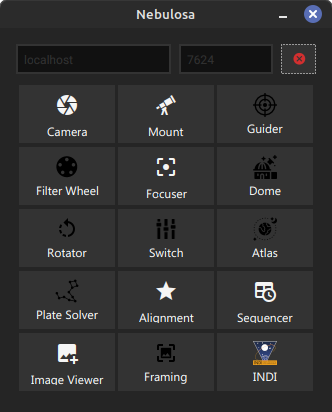 Nebulosa
localhost 7624
Camera Mount Guider
Filter Wheel Focuser Dome
Rotator Switch Atlas
Plate Solver Alignment Sequencer
Image Viewer Framing INDI